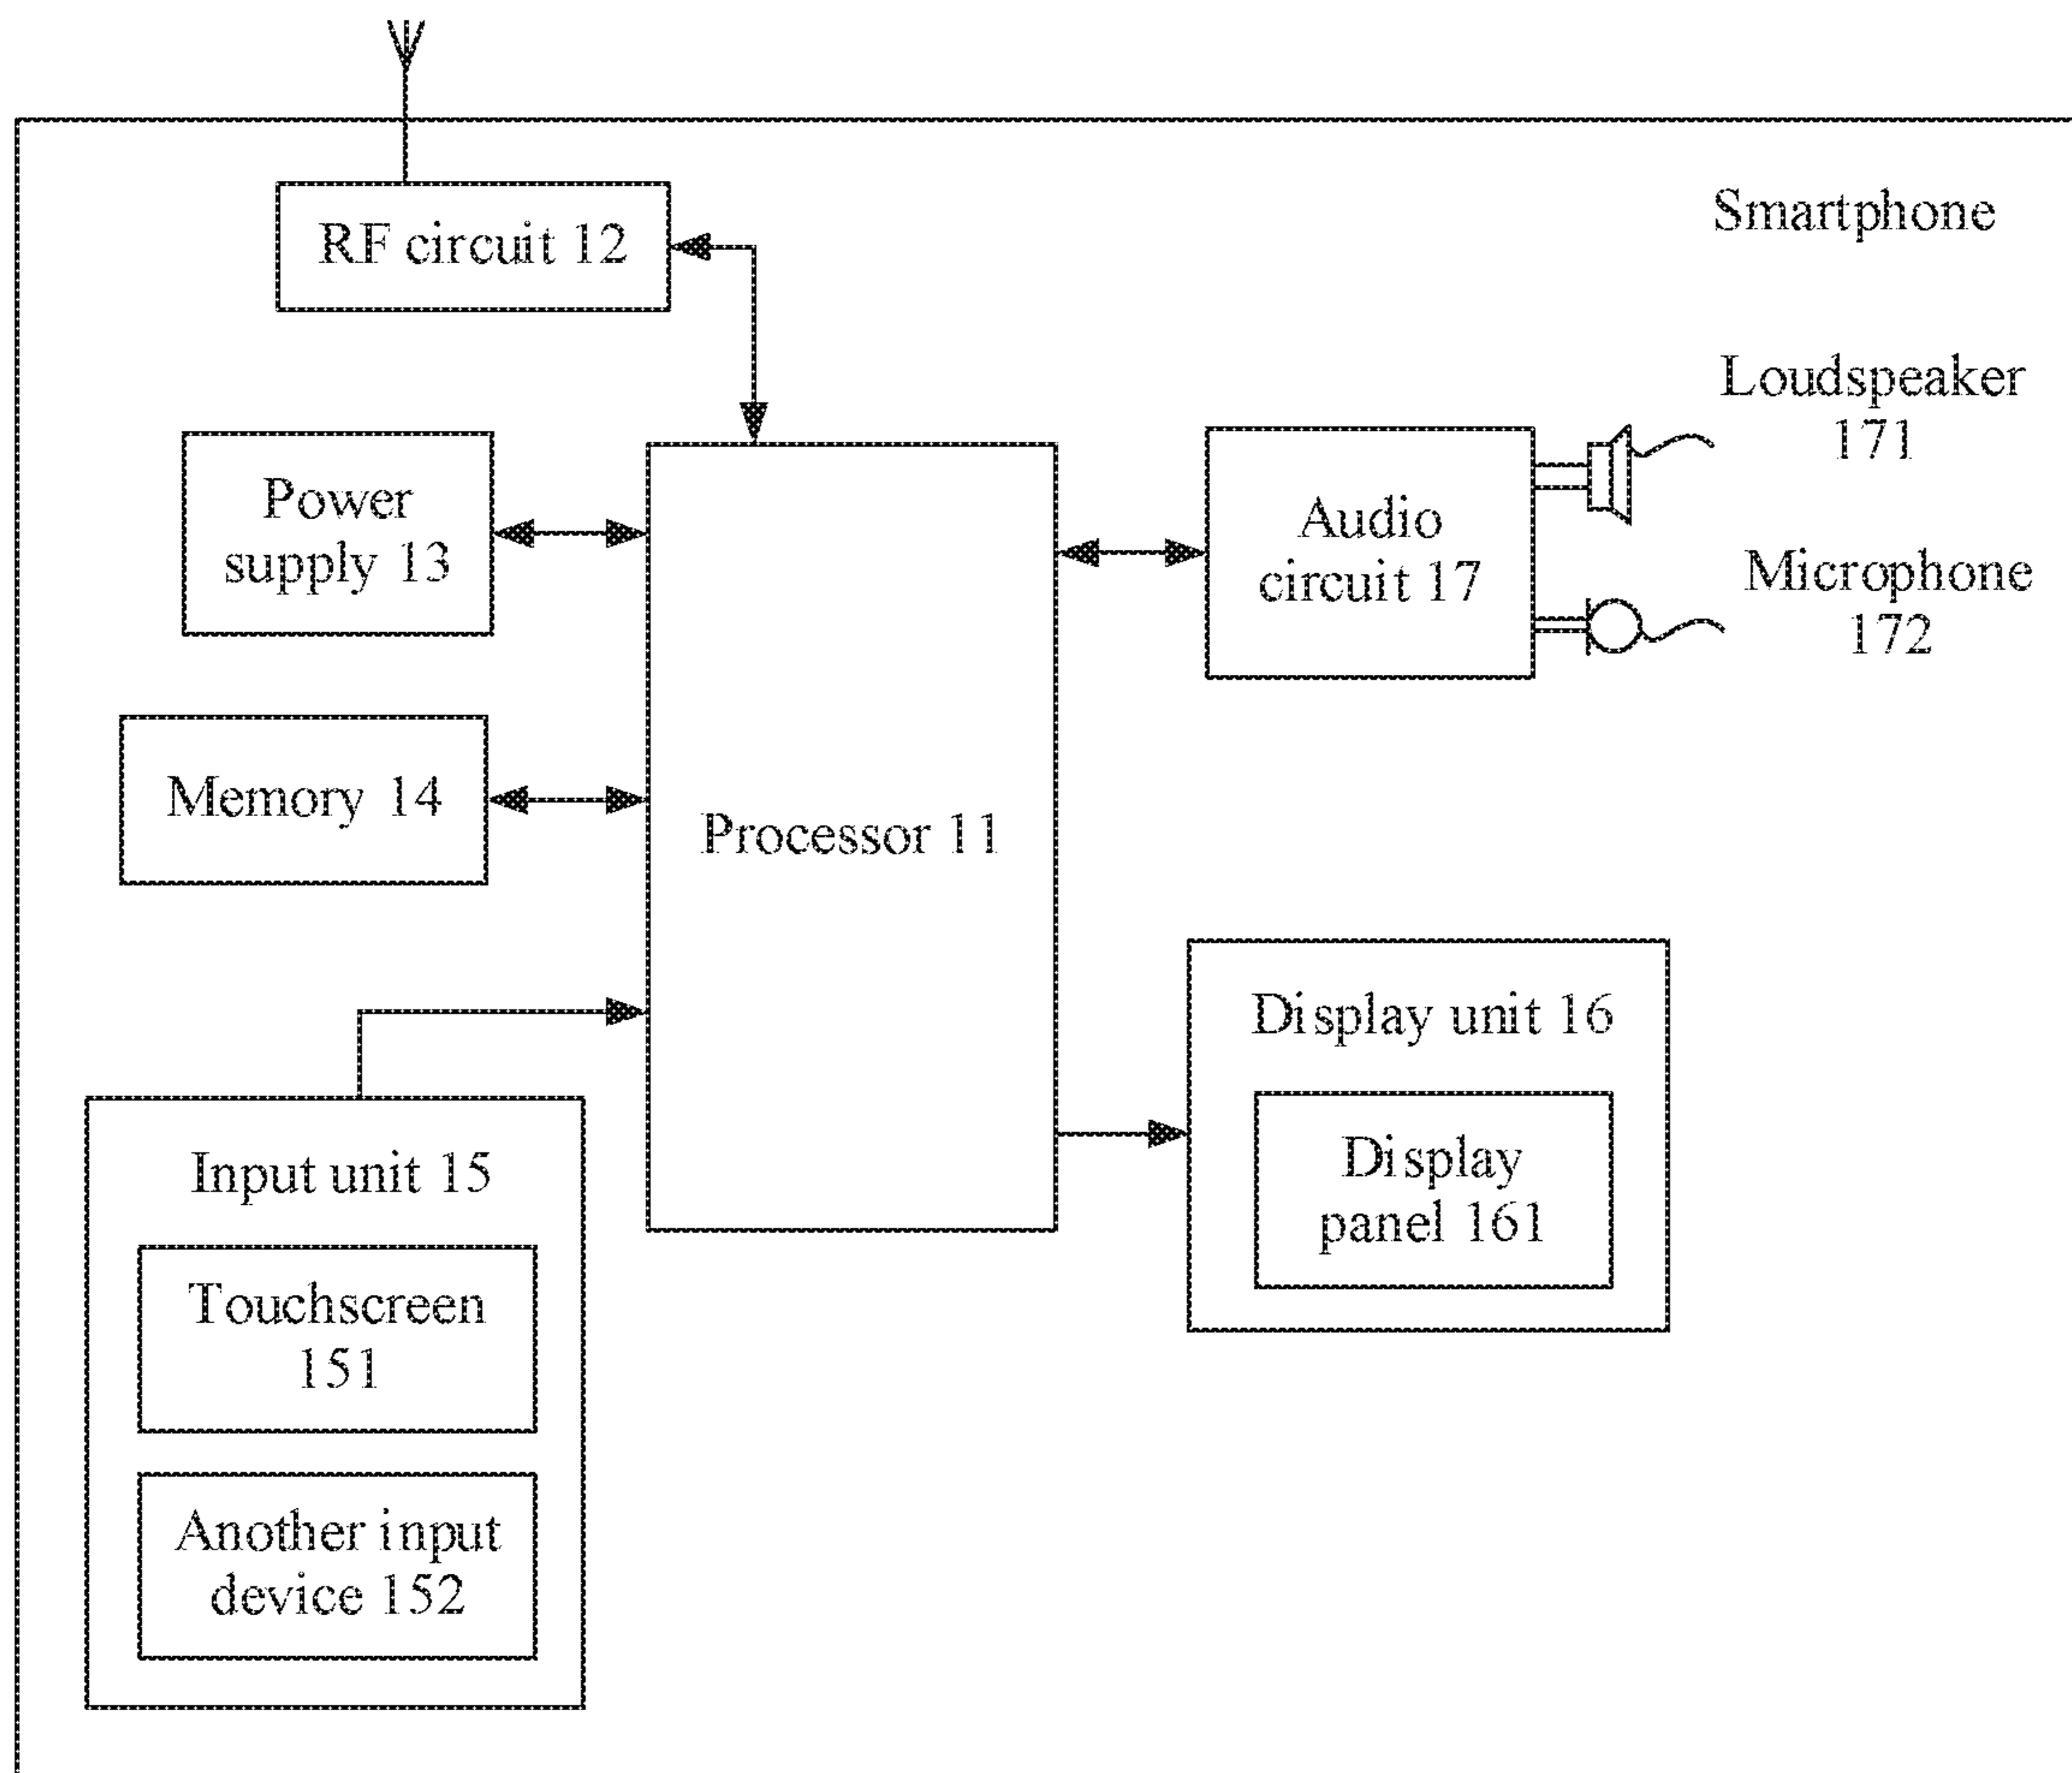 Smartphone
RF circuit 12
Loudspeaker
171
Power
supply 13
Audio
circuit 17
Microphone
172
Memory 14
Processor 11
Display unit 16
Display
panel 161
Input unit 15
Touchscreen
151
Another input
device 152